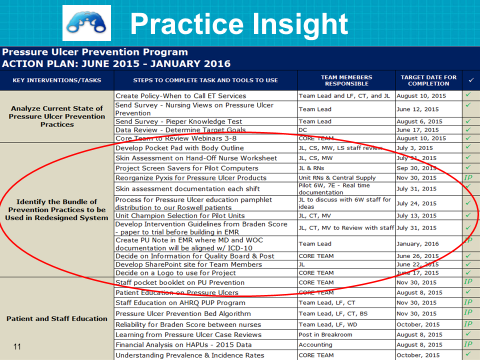 Practice Insight
Pressure Ulcer Prevention Program
ACTION PLAN: JUNE 2015 - JANUARY 2016
KEY INTERVENTIONS/TASKS STEPS TO COMPLETE TASK AND TOOLS TO USE TEAM MEMEBERS RESPONSIBLE TARGET DATE FOR COMPLETION ✓
Analyze Current State of Pressure Ulcer Prevention Practices
Create Policy-When to Call ET Services Team Lead and LF, CT, and JL August 10, 2015 ✓
Send Survey - Nursing Views on Pressure Ulcer Prevention Team Lead June 12, 2015 ✓
Send Survey - Pieper Knowledge Test Team Lead August 6, 2015 ✓
Data Review - Determine Target Goals DC June 17, 2015 ✓
Core Team to Review Webinars 3-8 CORE TEAM August 10, 2015 ✓
Identify the Bundle of Prevention Practices to be Used in Redesigned System
Develop Pocket Pad with Body Outline JL, CS, MW, LS staff review July 3, 2015 ✓
Skin Assessment on Hand-Off Nurse Worksheet JL, CS, MW July 31, 2015 ✓
Project Screen Savers for Pilot Computers JL & RNs Sep 30, 2015 ✓
Reorganize Pyxis for Pressure Ulcer Products Unit RNs & Central Supply Nov 30, 2015 IP
Skin assessment documentation each shift Pilot 6W, 7E - Real time documentation July 31, 2015 ✓
Process for Pressure Ulcer education pamphlet distribution to our Roswell patients JL to discuss with 6W staff for ideas July 24, 2015 ✓
Unit Champion Selection for Pilot Units JL, CT, MV July 13, 2015 ✓
Develop Intervention Guidelines from Braden Score - paper to trial before building in EMR JL, CT, MV to Review with staff July 31, 2015 ✓
Create PU Note in EMR where MD and WOC documentation will be aligned w/ ICD-10 Team Lead January, 2016 IP
Decide on Information for Quality Board & Post CORE TEAM June 26, 2015 ✓
Develop SharePoint site for Team Members JL June 22, 2015 ✓
Decide on a Logo to use for Project CORE TEAM June 17, 2015 ✓
Patient and Staff Education
Staff pocket booklet on PU Prevention CORE TEAM Nov 30, 2015 IP
Patient Education on Pressure Ulcers CORE TEAM August 8, 2015 ✓
Staff Education on AHRQ PUP Program Team Lead, LF, CT Nov 30, 2015 IP
Pressure Ulcer Prevention Bed Algorithm Team Lead, LF, CT, BS Nov 30, 2015 IP
Reliability for Braden Score between nurses Team Lead, LF, WD October, 2015 IP
Learning from Pressure Ulcer Case Reviews Post in Breakroom August 8, 2015 ✓
Financial Analysis on HAPUs - 2015 Data Accounting August 8, 2015 IP
Understanding Prevalence & Incidence Rates CORE TEAM October, 2015 ✓
11